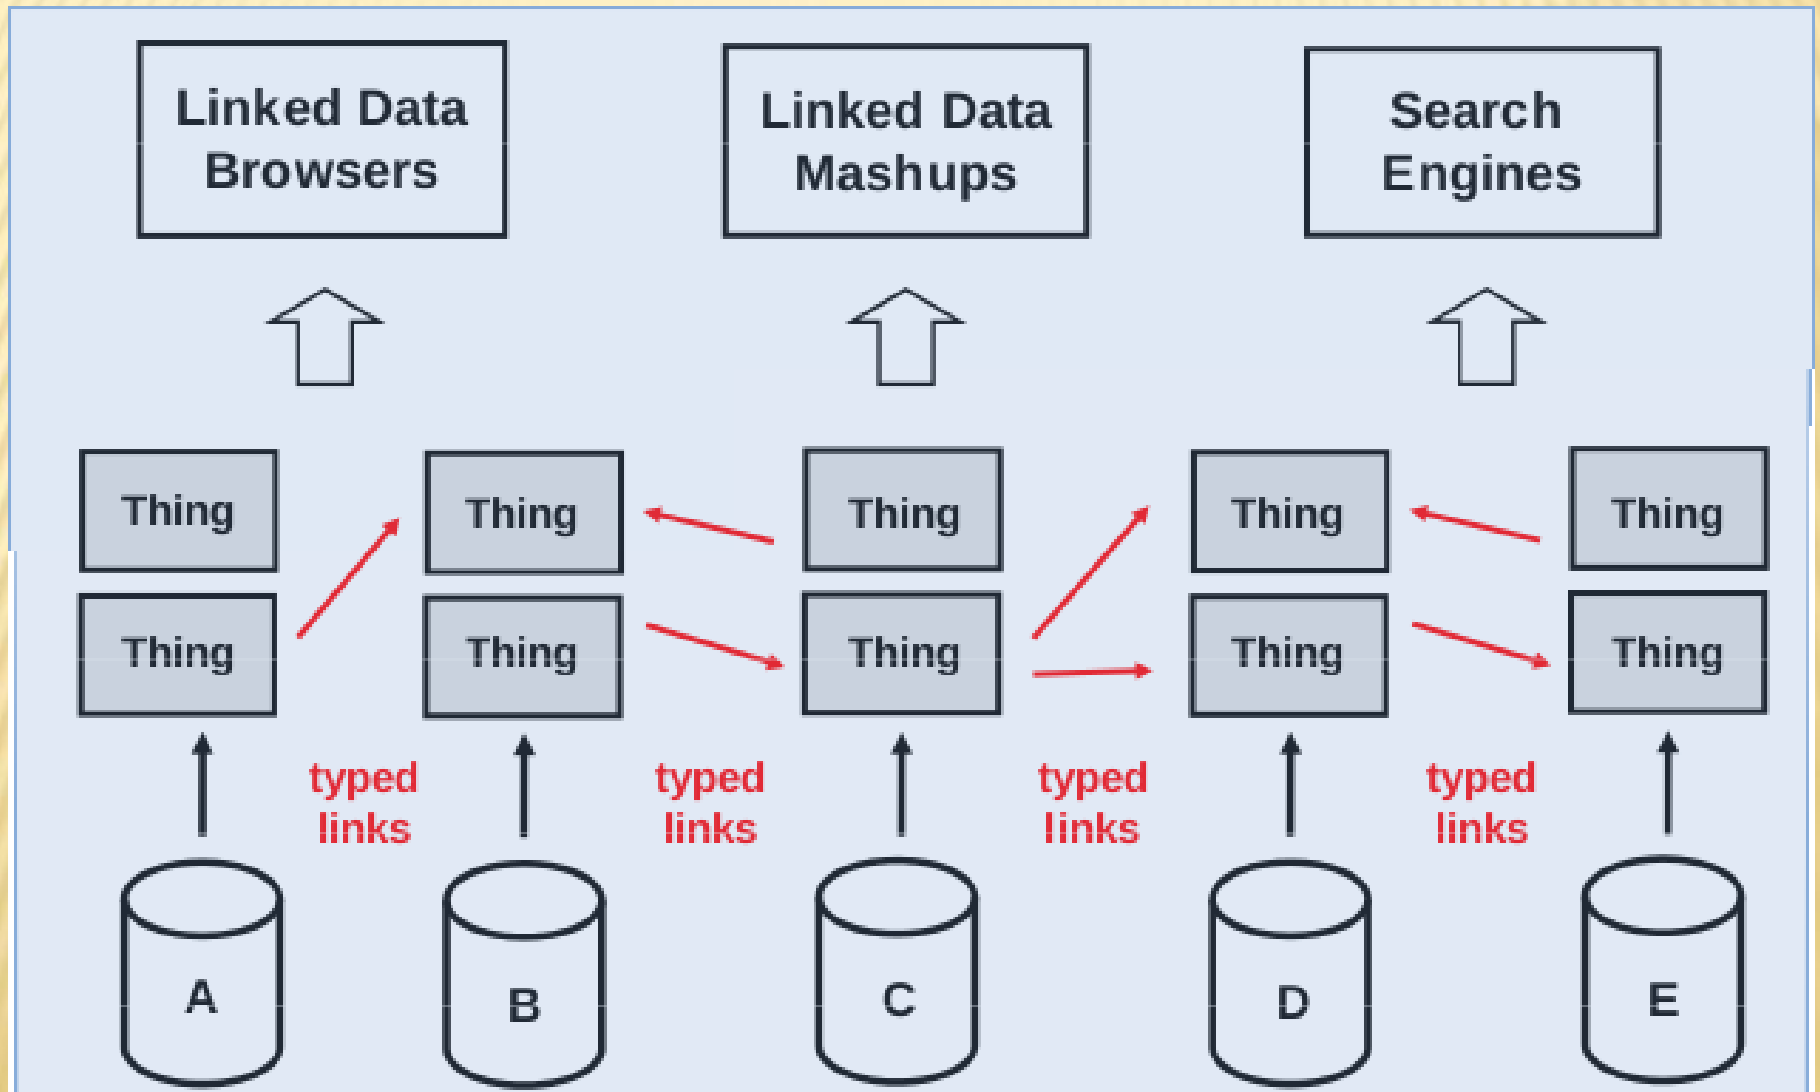 Linked Data
Browsers
Linked Data
Mashups
Search
Engines
Thing
Thing
Thing
Thing
Thing
Thing
Thing
Thing
Thing
Thing
typed
links
typed
links
typed
links
typed
links
A
B
C
D
E